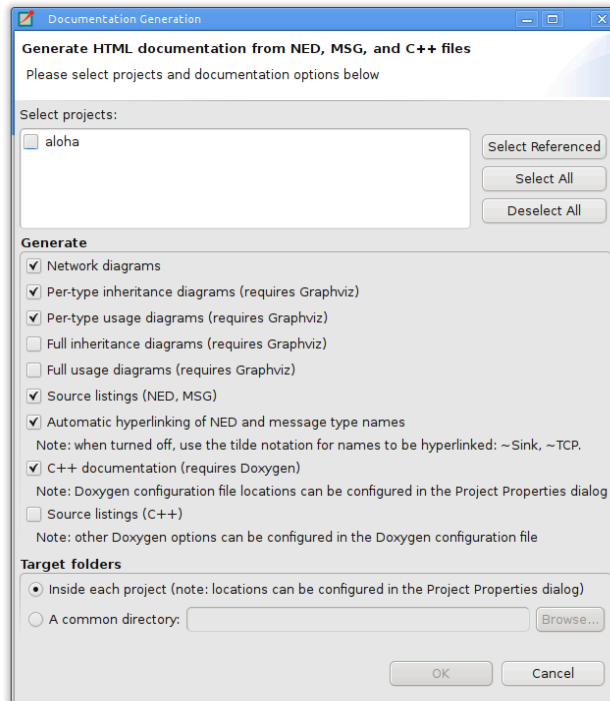 Documentation Generation
Generate HTML documentation from NED, MSG, and C++ files
Please select projects and documentation options below
Select projects:
aloha
Select Referenced
Select All
Deselect All
Generate
Network diagrams
Per-type inheritance diagrams (requires Graphviz)
Per-type usage diagrams (requires Graphviz)
Full inheritance diagrams (requires Graphviz)
Full usage diagrams (requires Graphviz)
Source listings (NED, MSG)
Automatic hyperlinking of NED and message type names
Note: when turned off, use the tilde notation for names to be hyperlinked: ~Sink, ~TCP.
C++ documentation (requires Doxygen)
Note: Doxygen configuration file locations can be configured in the Project Properties dialog
Source listings (C++)
Note: other Doxygen options can be configured in the Doxygen configuration file
Target folders
Inside each project (note: locations can be configured in the Project Properties dialog)
A common directory:
Browse...
OK
Cancel